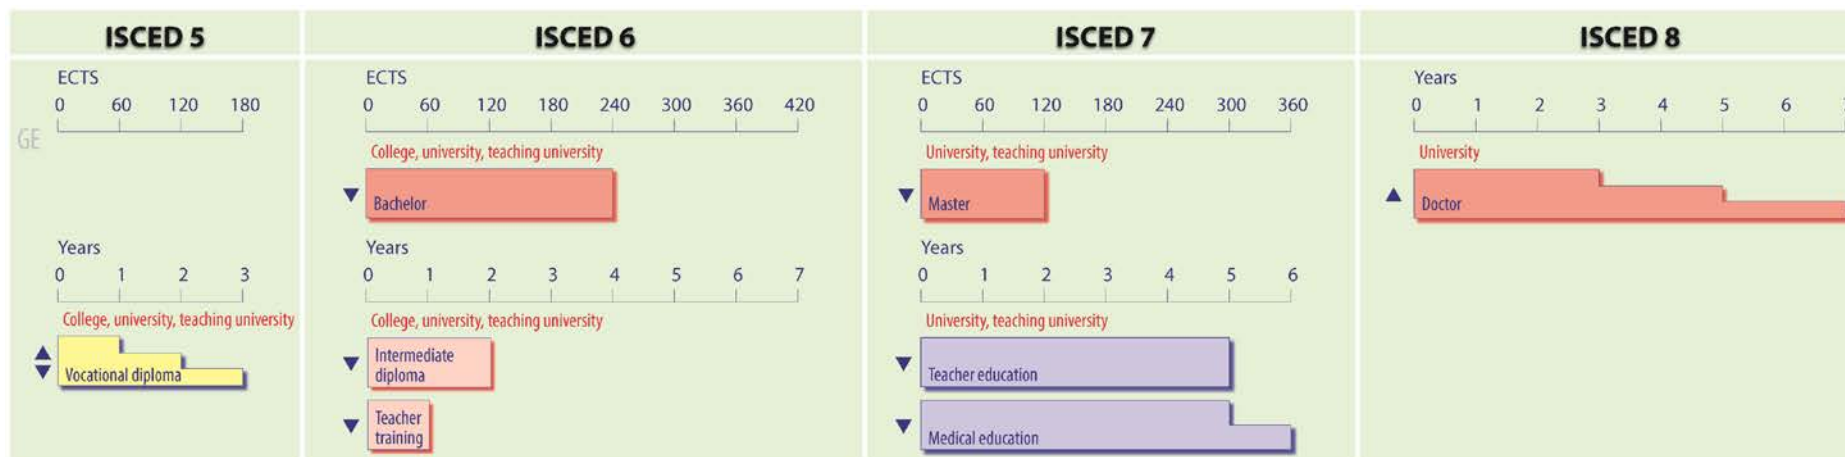 ISCED 5
ISCED 6
ISCED 7
ISCED 8
GE
ECTS
0 60 120 180
Years
0 1 2 3
College, university, teaching university
Vocational diploma
ECTS
0 60 120 180 240 300 360 420
College, university, teaching university
Bachelor
Years
0 1 2 3 4 5 6 7
College, university, teaching university
Intermediate
diploma
Teacher
training
ECTS
0 60 120 180 240 300 360
University, teaching university
Master
Years
0 1 2 3 4 5 6
University, teaching university
Teacher education
Medical education
Years
0 1 2 3 4 5 6
University
Doctor